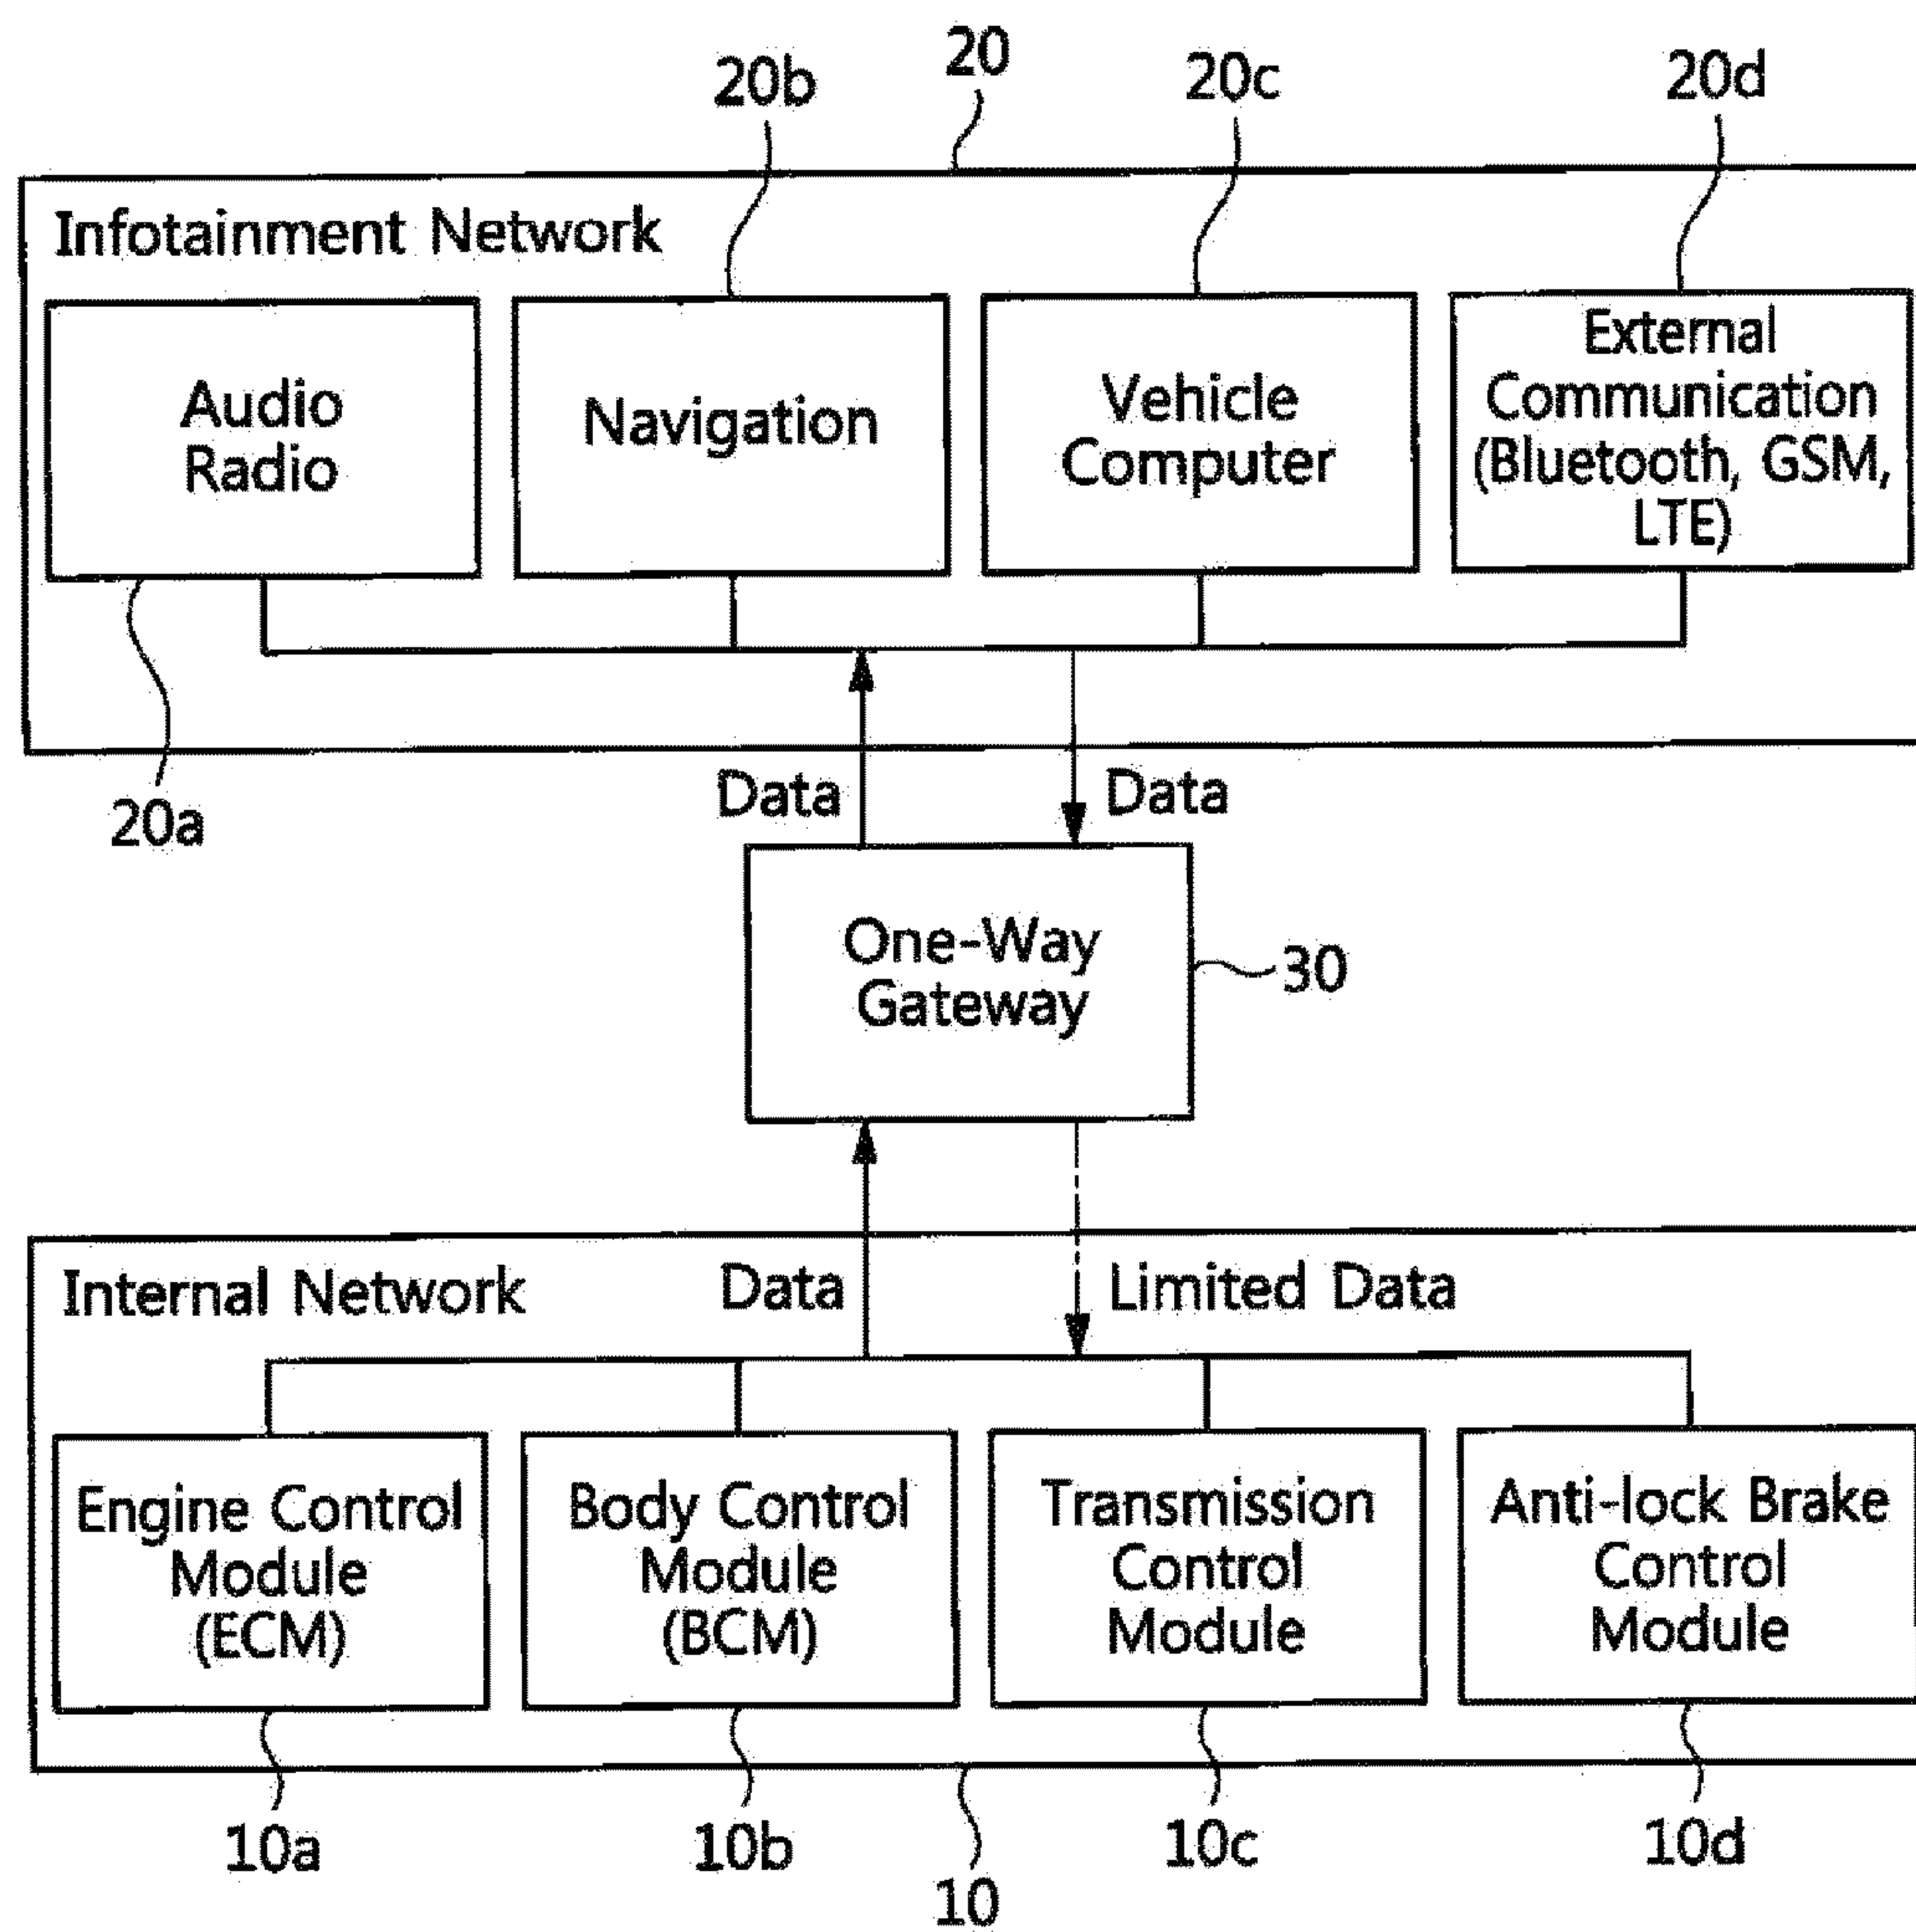 20
20b
20c
20d
Infotainment Network
Audio
Radio
Navigation
Vehicle
Computer
External
Communication
(Bluetooth, GSM,
LTE)
20a
Data
Data
One-Way
Gateway
30
Internal Network
Data
Limited Data
Engine Control
Module
(ECM)
Body Control
Module
(BCM)
Transmission
Control
Module
Anti-lock Brake
Control
Module
10a
10b
10c
10d
10